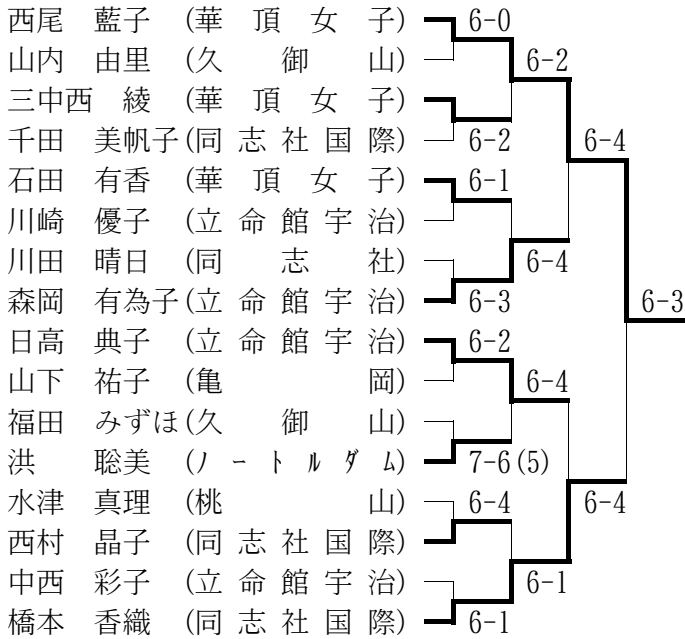 西尾 藍子 (華頂女子) 6-0
山内 由里 (久御山) 6-2
三中西 綾 (華頂女子)
千田 美帆子(同志社国際) 6-2 6-4
石田 有香 (華頂女子) 6-1
川崎 優子 (立命館宇治)
川田 晴日 (同志社) 6-4
森岡 有為子(立命館宇治) 6-3 6-3
日高 典子 (立命館宇治) 6-2
山下 祐子 (亀岡) 6-4
福田 みずほ(久御山)
洪 聡美 (ノートルダム) 7-6(5)
水津 真理 (桃山) 6-4 6-4
西村 晶子 (同志社国際)
中西 彩子 (立命館宇治) 6-1
橋本 香織 (同志社国際) 6-1